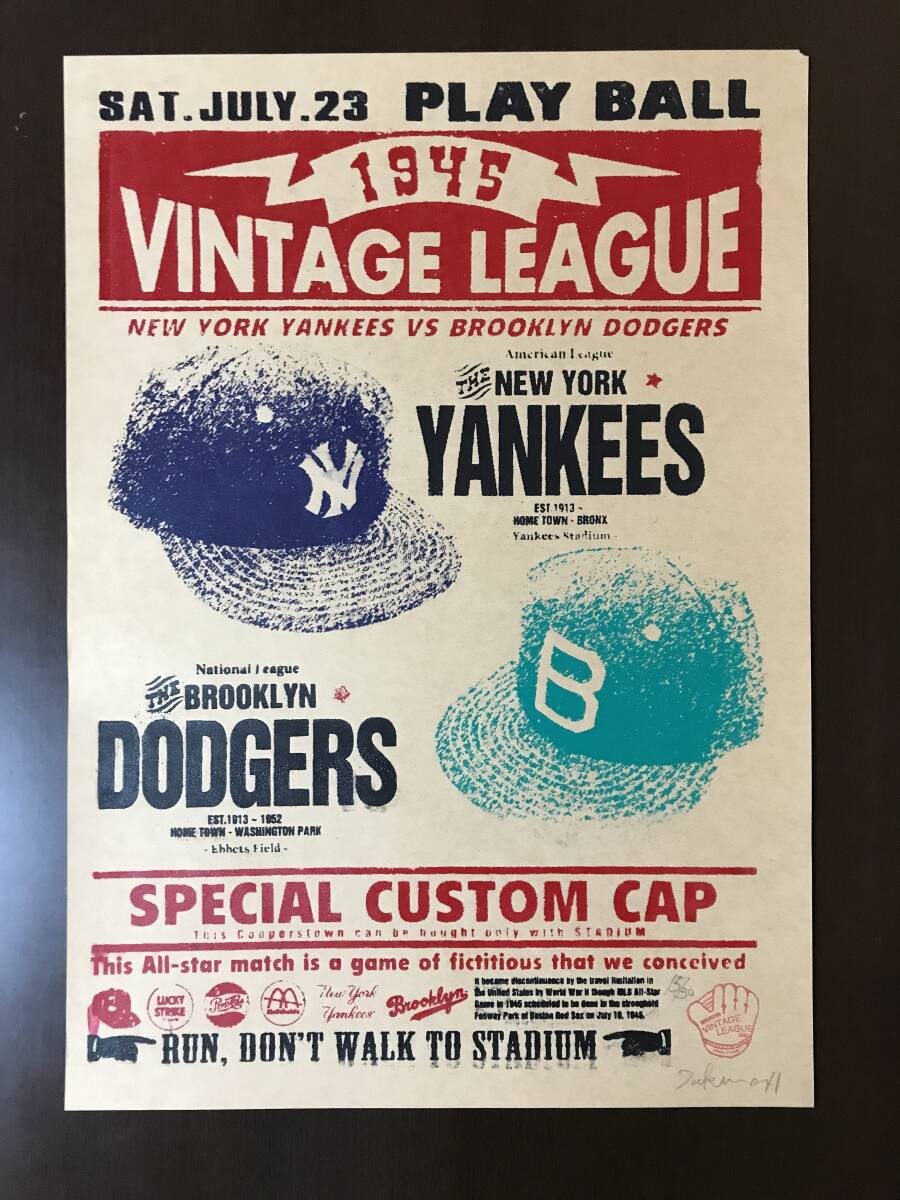 SAT.JULY.23 PLAY BALL
1945
VINTAGE LEAGUE
NEW YORK YANKEES VS BROOKLYN DODGERS
American League
THE NEW YORK
YANKEES
EST.1913 ~
HOME TOWN - BRONX
Yankees Stadium -
NY
B
National League
THE BROOKLYN
DODGERS
EST.1913 ~ 1952
HOME TOWN - WASHINGTON PARK
- Ebbets Field -
SPECIAL CUSTOM CAP
This Cooperstown can be bought only with STADIUM
This All-star match is a game of fictitious that we conceived
LUCKY STRIKE
Pepsi-Cola
McDonalds
New York
Yankees
Brooklyn
It became discontinuance by the travel limitation in
the United States by World War II though MLB All-Star
Game in 1945 scheduled to be done in the stronghold
Fenway Park of Boston Red Sox on July 10, 1945.
VINTAGE
LEAGUE
RUN, DON'T WALK TO STADIUM